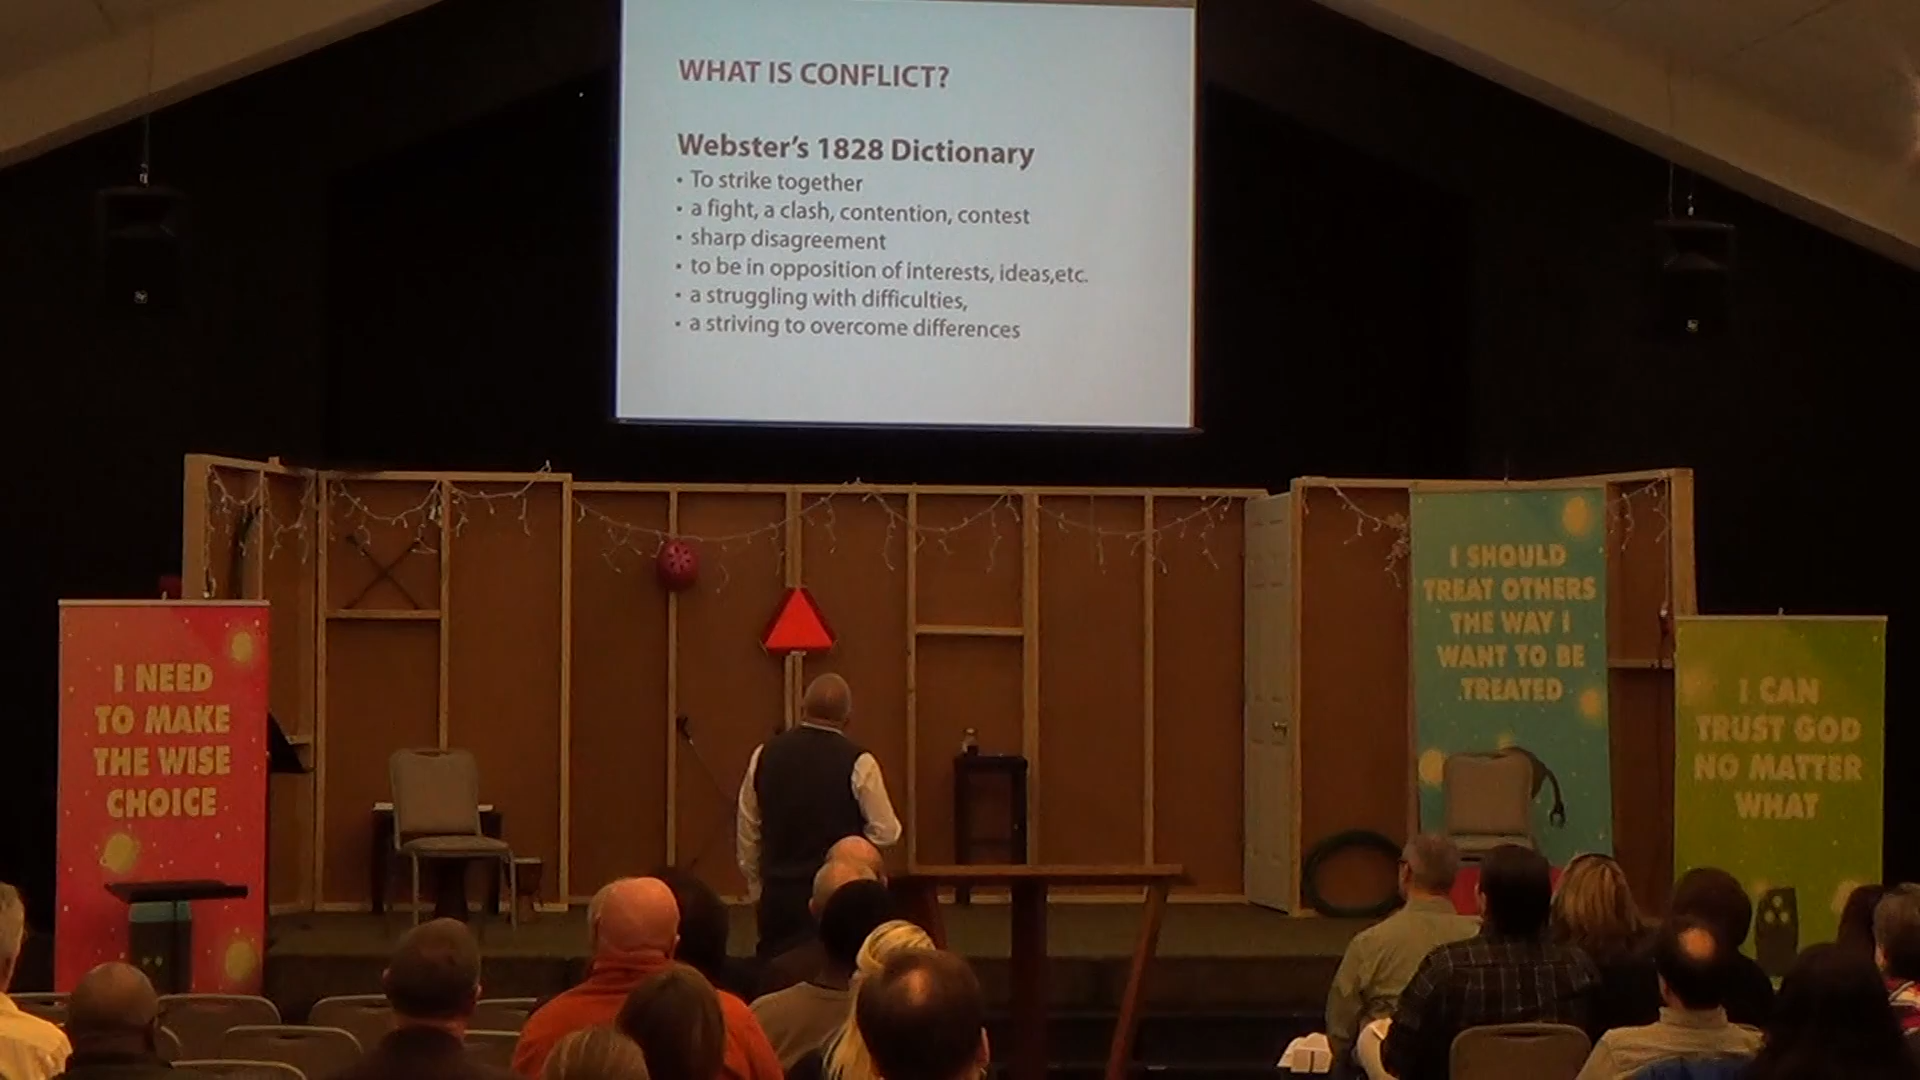 WHAT IS CONFLICT?
Webster's 1828 Dictionary
• To strike together
• a fight, a clash, contention, contest
• sharp disagreement
• to be in opposition of interests, ideas,etc.
• a struggling with difficulties,
• a striving to overcome differences
I NEED
TO MAKE
THE WISE
CHOICE
I SHOULD
TREAT OTHERS
THE WAY I
WANT TO BE
TREATED
I CAN
TRUST GOD
NO MATTER
WHAT